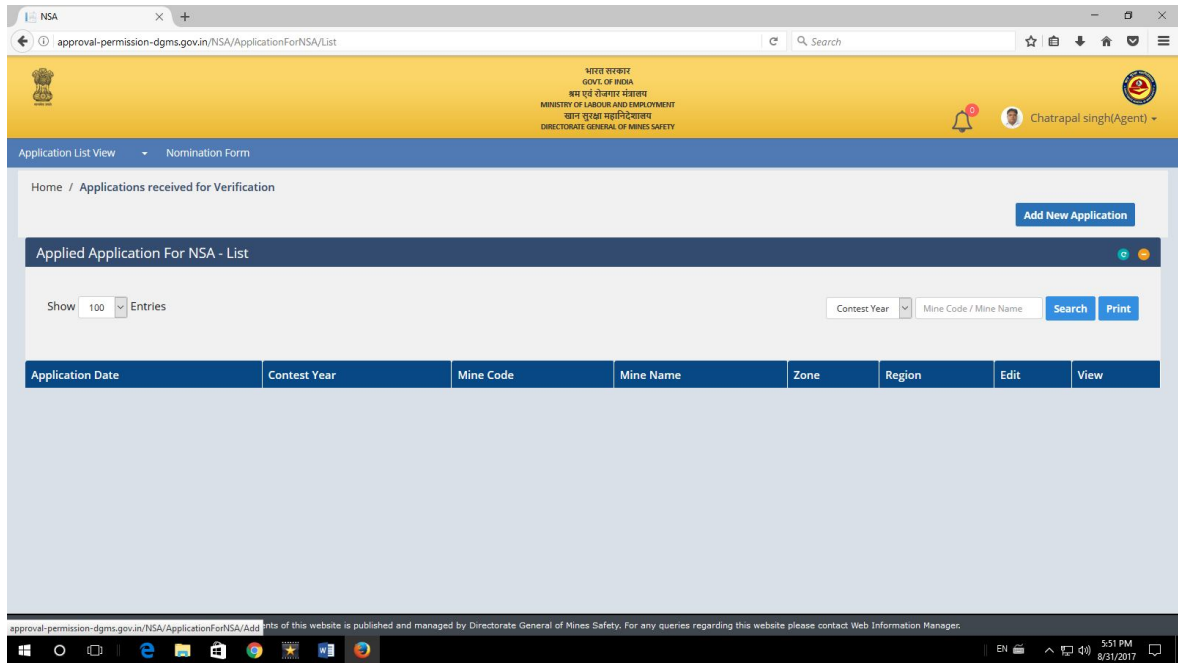 NSA
approval-permission-dgms.gov.in/NSA/ApplicationForNSA/List
Search
भारत सरकार
GOVT. OF INDIA
श्रम एवं रोजगार मंत्रालय
MINISTRY OF LABOUR AND EMPLOYMENT
खान सुरक्षा महानिदेशालय
DIRECTORATE GENERAL OF MINES SAFETY
0
Chatrapal singh(Agent)
Application List View Nomination Form
Home / Applications received for Verification
Add New Application
Applied Application For NSA - List
Show 100 Entries
Contest Year Mine Code / Mine Name Search Print
Application Date Contest Year Mine Code Mine Name Zone Region Edit View
approval-permission-dgms.gov.in/NSA/ApplicationForNSA/Add
nts of this website is published and managed by Directorate General of Mines Safety. For any queries regarding this website please contact Web Information Manager.
EN
5:51 PM
8/31/2017